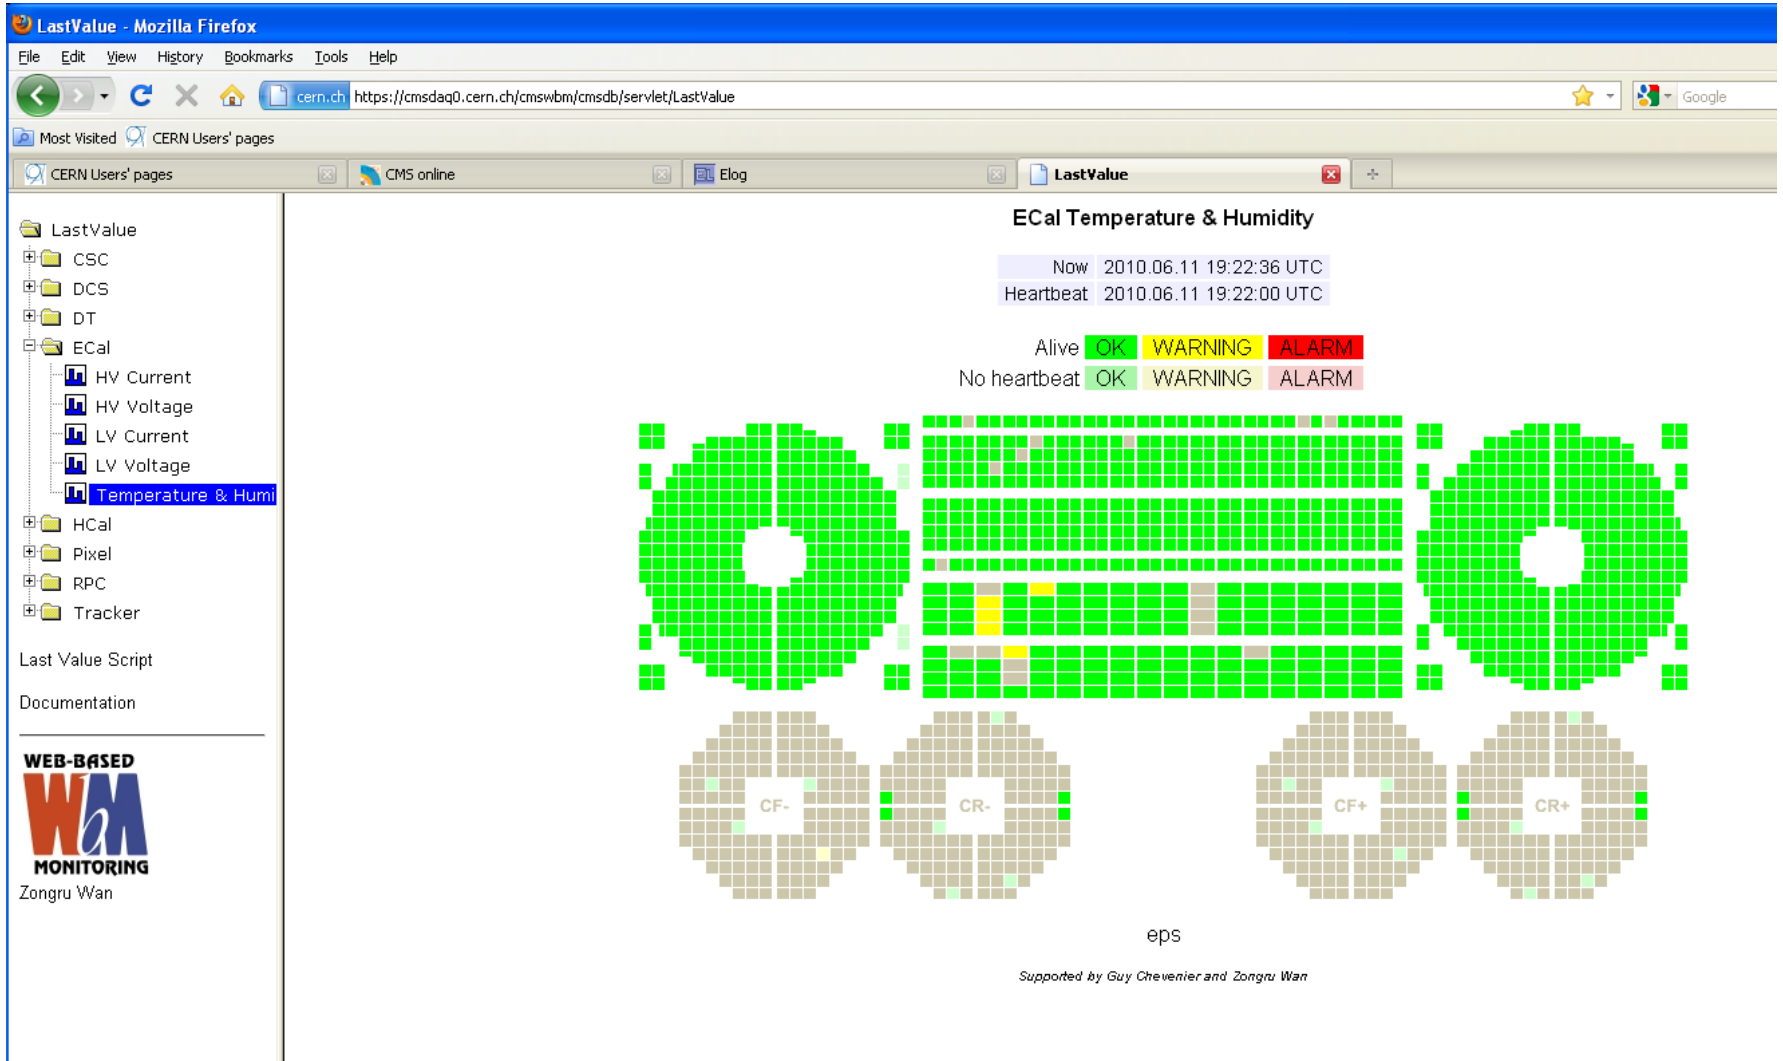 LastValue - Mozilla Firefox
File Edit View History Bookmarks Tools Help
cern.ch https://cmsdaq0.cern.ch/cmswbm/cmsdb/servlet/LastValue Google
Most Visited CERN Users' pages
CERN Users' pages CMS online Elog LastValue
LastValue
CSC
DCS
DT
ECal
HV Current
HV Voltage
LV Current
LV Voltage
Temperature & Humi
HCal
Pixel
RPC
Tracker
Last Value Script
Documentation
WEB-BASED
WbM
MONITORING
Zongru Wan
ECal Temperature & Humidity
Now 2010.06.11 19:22:36 UTC
Heartbeat 2010.06.11 19:22:00 UTC
Alive OK WARNING ALARM
No heartbeat OK WARNING ALARM
CF- CR- CF+ CR+
eps
Supported by Guy Chevenier and Zongru Wan